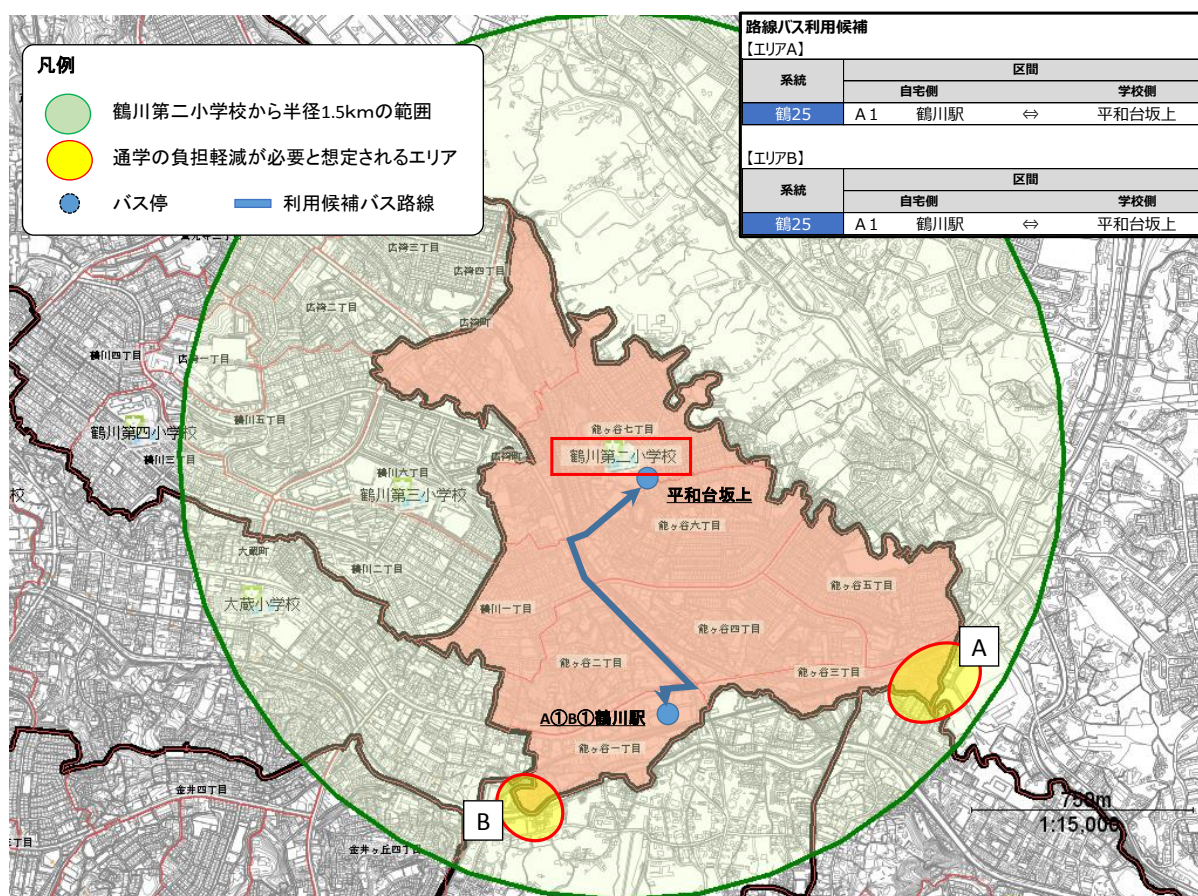 路線バス利用候補
【エリアA】
系統 区間
自宅側 学校側
鶴25 A1 鶴川駅 ⇔ 平和台坂上
【エリアB】
系統 区間
自宅側 学校側
鶴25 A1 鶴川駅 ⇔ 平和台坂上
凡例
鶴川第二小学校から半径1.5kmの範囲
通学の負担軽減が必要と想定されるエリア
バス停 利用候補バス路線
広袴三丁目
広袴四丁目
広袴二丁目
広袴町
鶴川四丁目
広袴一丁目
鶴川五丁目
鶴川第四小学校
鶴川三丁目
能ヶ谷七丁目
広袴町
鶴川第二小学校
鶴川六丁目
校
鶴川第三小学校
平和台坂上
能ヶ谷六丁目
大蔵町
鶴川二丁目
能ヶ谷五丁目
大蔵小学校
鶴川一丁目
能ヶ谷四丁目
能ヶ谷二丁目
能ヶ谷三丁目
A
A①B①鶴川駅
能ヶ谷一丁目
金井四丁目
B
750m
1:15,000
三丁目
金井ヶ丘四丁目